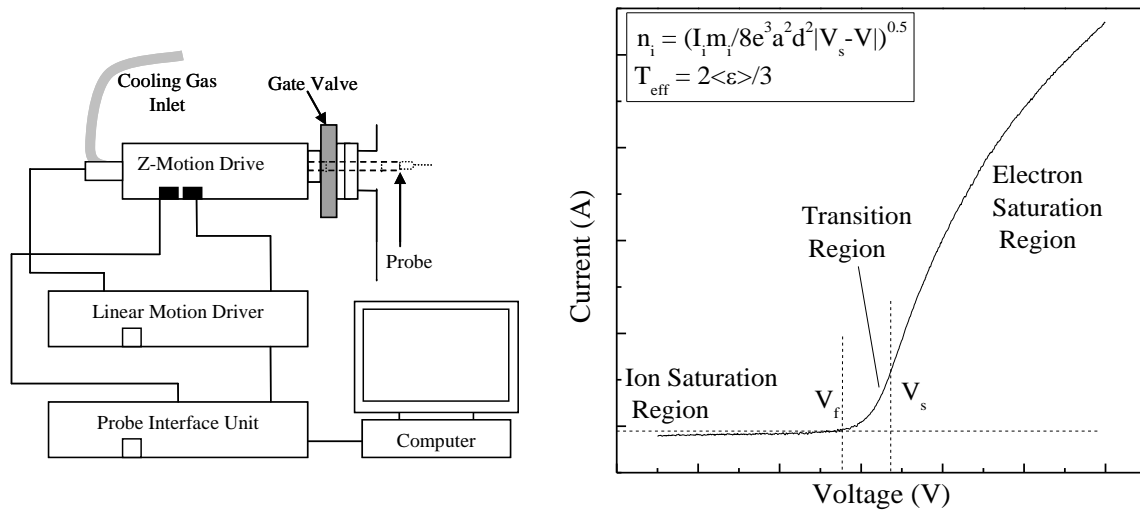 Cooling Gas
Inlet
Gate Valve
Z-Motion Drive
Probe
Linear Motion Driver
Probe Interface Unit
Computer
n_i = (I_i m_i/8e^3a^2d^2|V_s-V|)^0.5
T_eff = 2<ε>/3
Electron
Saturation
Region
Transition
Region
Ion Saturation
Region
V_f
V_s
Current (A)
Voltage (V)